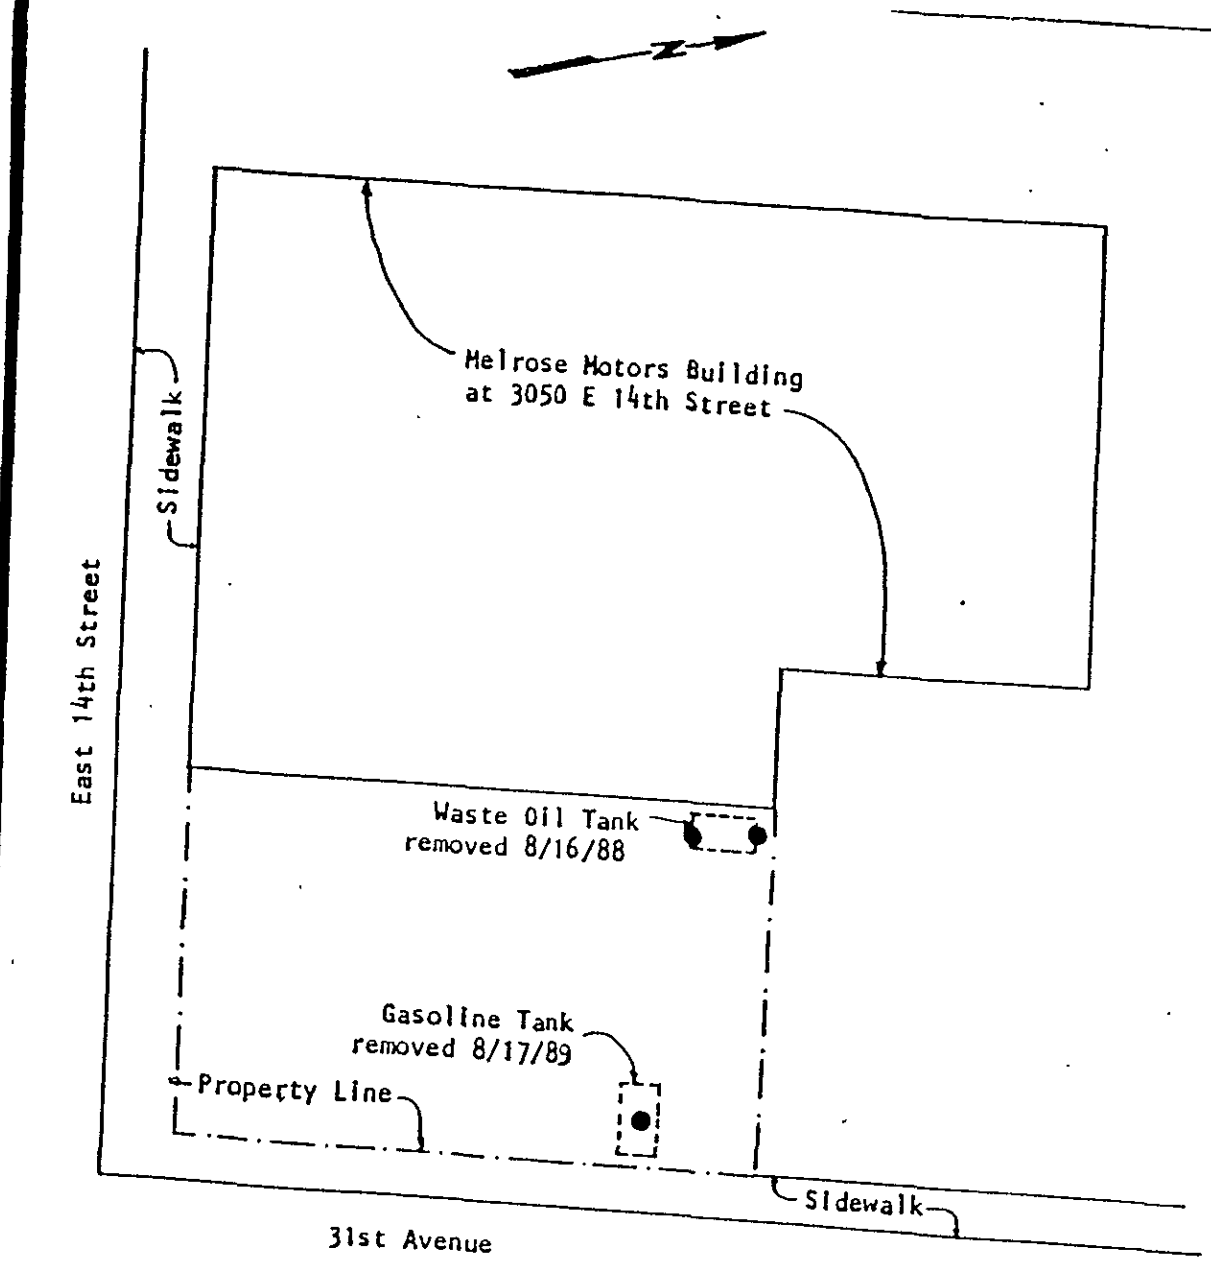 N
Melrose Motors Building
at 3050 E 14th Street
Sidewalk
East 14th Street
Waste Oil Tank
removed 8/16/88
Gasoline Tank
removed 8/17/89
Property Line
Sidewalk
31st Avenue